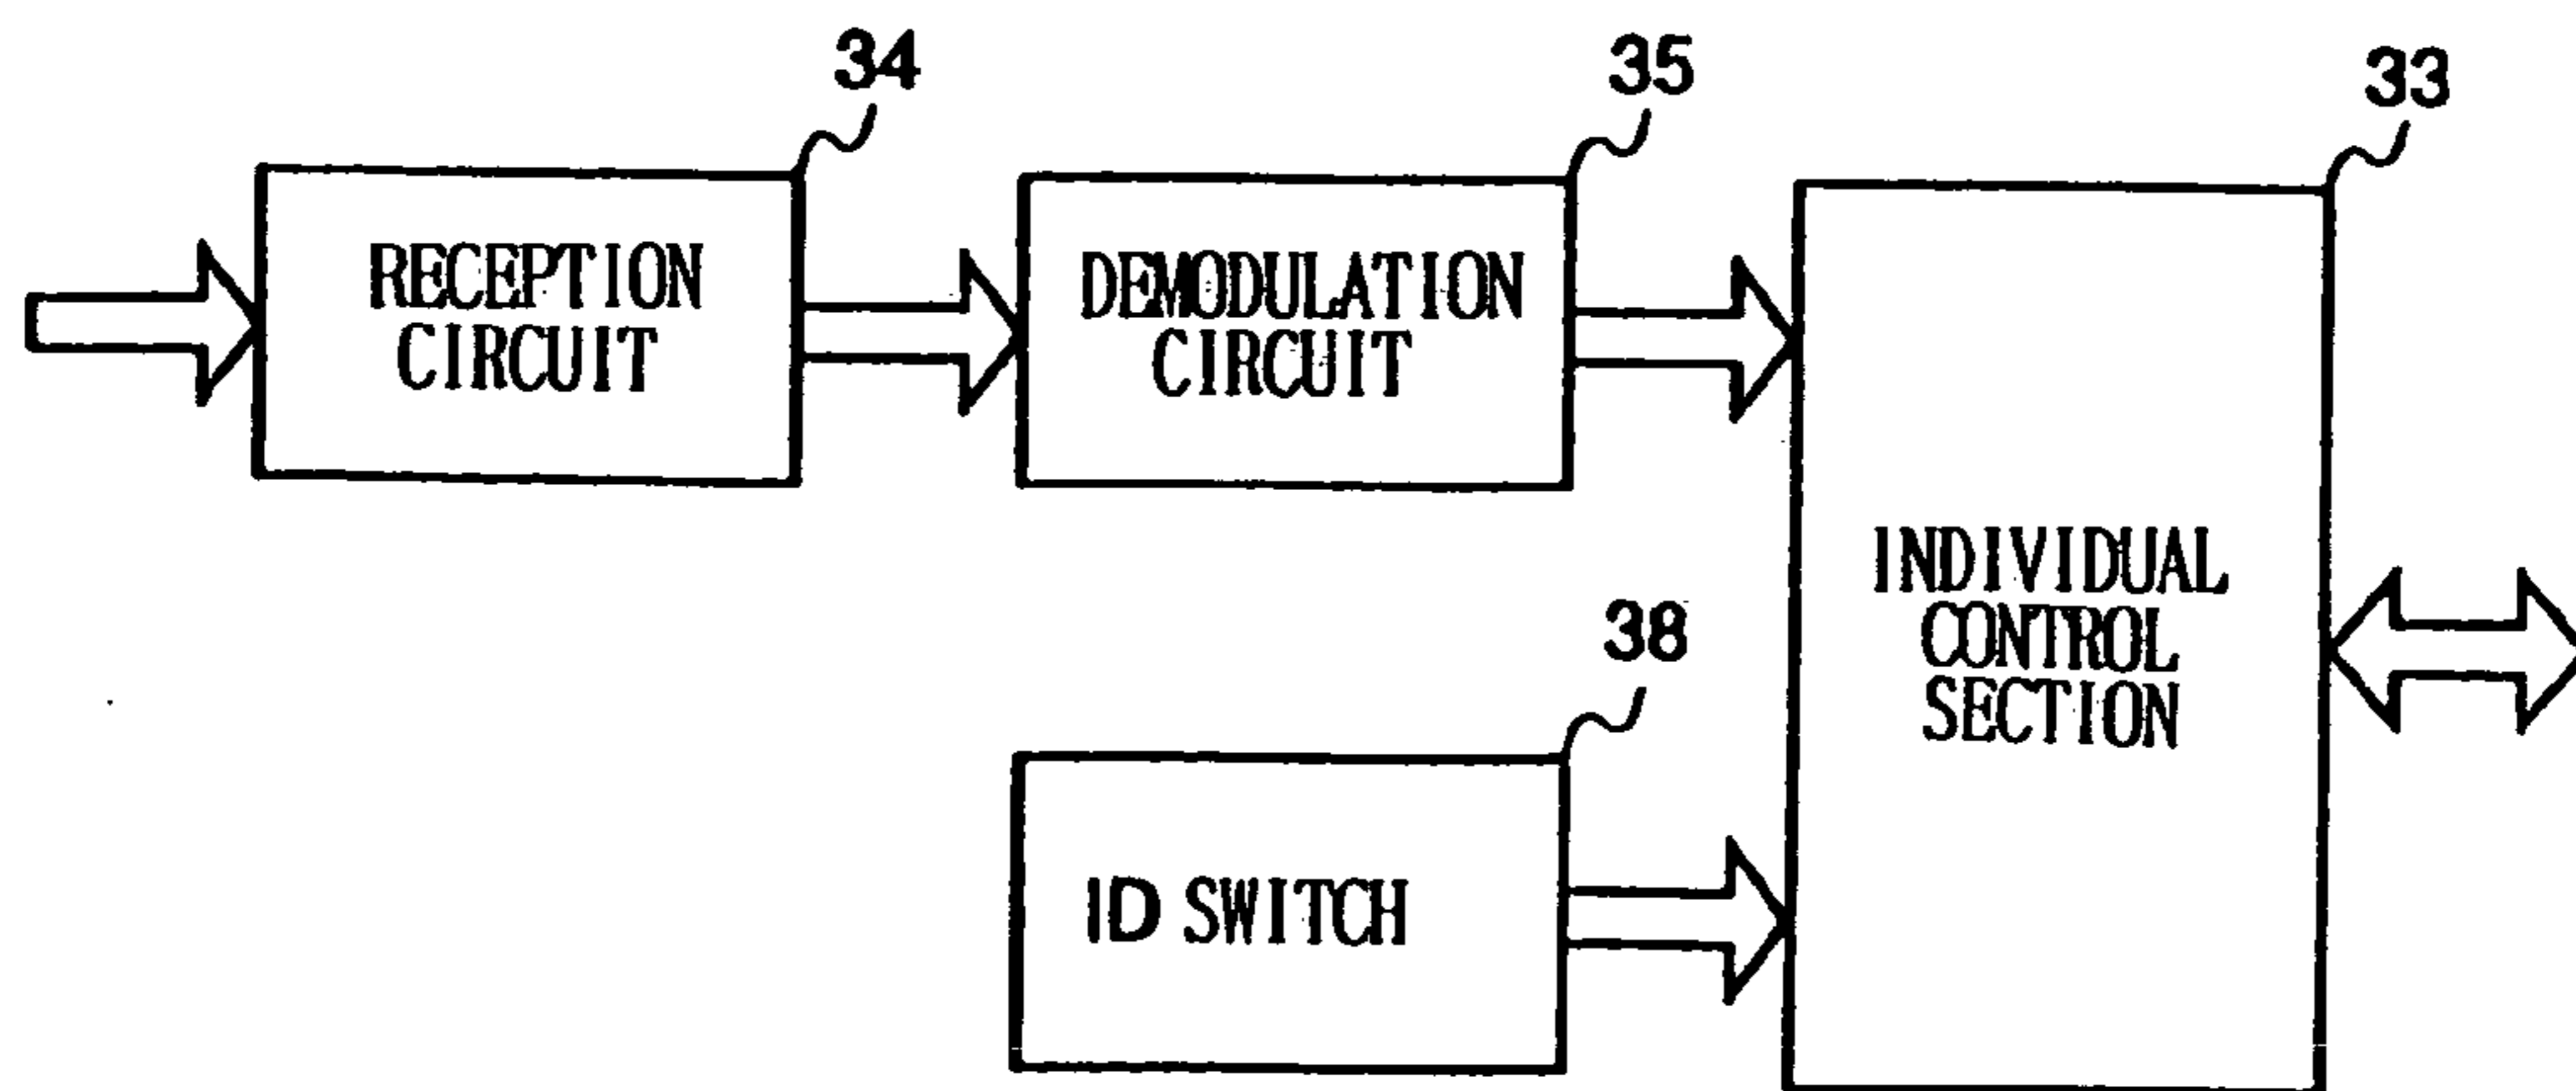 34
35
33
RECEPTION
CIRCUIT
DEMODULATION
CIRCUIT
INDIVIDUAL
CONTROL
SECTION
38
ID SWITCH